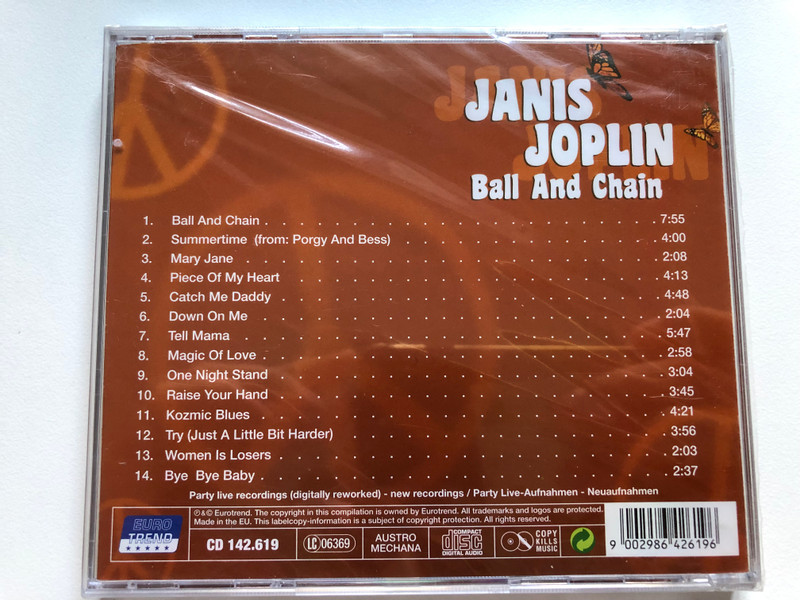 JANIS
JOPLIN
Ball And Chain
1. Ball And Chain 7:55
2. Summertime (from: Porgy And Bess) 4:00
3. Mary Jane 2:08
4. Piece Of My Heart 4:13
5. Catch Me Daddy 4:48
6. Down On Me 2:04
7. Tell Mama 5:47
8. Magic Of Love 2:58
9. One Night Stand 3:04
10. Raise Your Hand 3:45
11. Kozmic Blues 4:21
12. Try (Just A Little Bit Harder) 3:56
13. Women Is Losers 2:03
14. Bye Bye Baby 2:37
Party live recordings (digitally reworked) - new recordings / Party Live-Aufnahmen - Neuaufnahmen
℗&© Eurotrend. The copyright in this compilation is owned by Eurotrend. All trademarks and logos are protected.
Made in the EU. This labelcopy-information is a subject of copyright protection. All rights reserved.
EURO
TREND
CD 142.619
LC 06369
AUSTRO
MECHANA
COMPACT
disc
DIGITAL AUDIO
COPY
KILLS
MUSIC
9 002986 426196